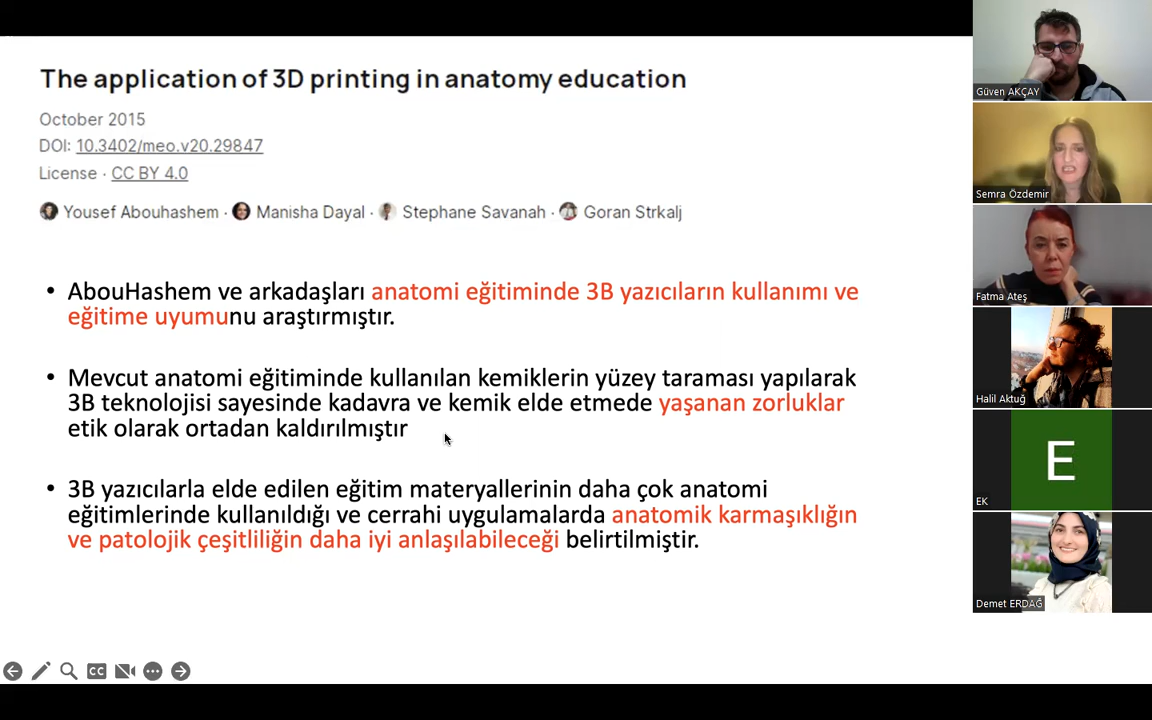 The application of 3D printing in anatomy education
October 2015
DOI: 10.3402/meo.v20.29847
License · CC BY 4.0
Yousef Abouhashem · Manisha Dayal · Stephane Savanah · Goran Strkalj
• AbouHashem ve arkadaşları anatomi eğitiminde 3B yazıcıların kullanımı ve
eğitime uyumunu araştırmıştır.
• Mevcut anatomi eğitiminde kullanılan kemiklerin yüzey taraması yapılarak
3B teknolojisi sayesinde kadavra ve kemik elde etmede yaşanan zorluklar
etik olarak ortadan kaldırılmıştır
• 3B yazıcılarla elde edilen eğitim materyallerinin daha çok anatomi
eğitimlerinde kullanıldığı ve cerrahi uygulamalarda anatomik karmaşıklığın
ve patolojik çeşitliliğin daha iyi anlaşılabileceği belirtilmiştir.
CC
Güven AKÇAY
Semra Özdemir
Fatma Ateş
Halil Aktuğ
E
EK
Demet ERDAĞ